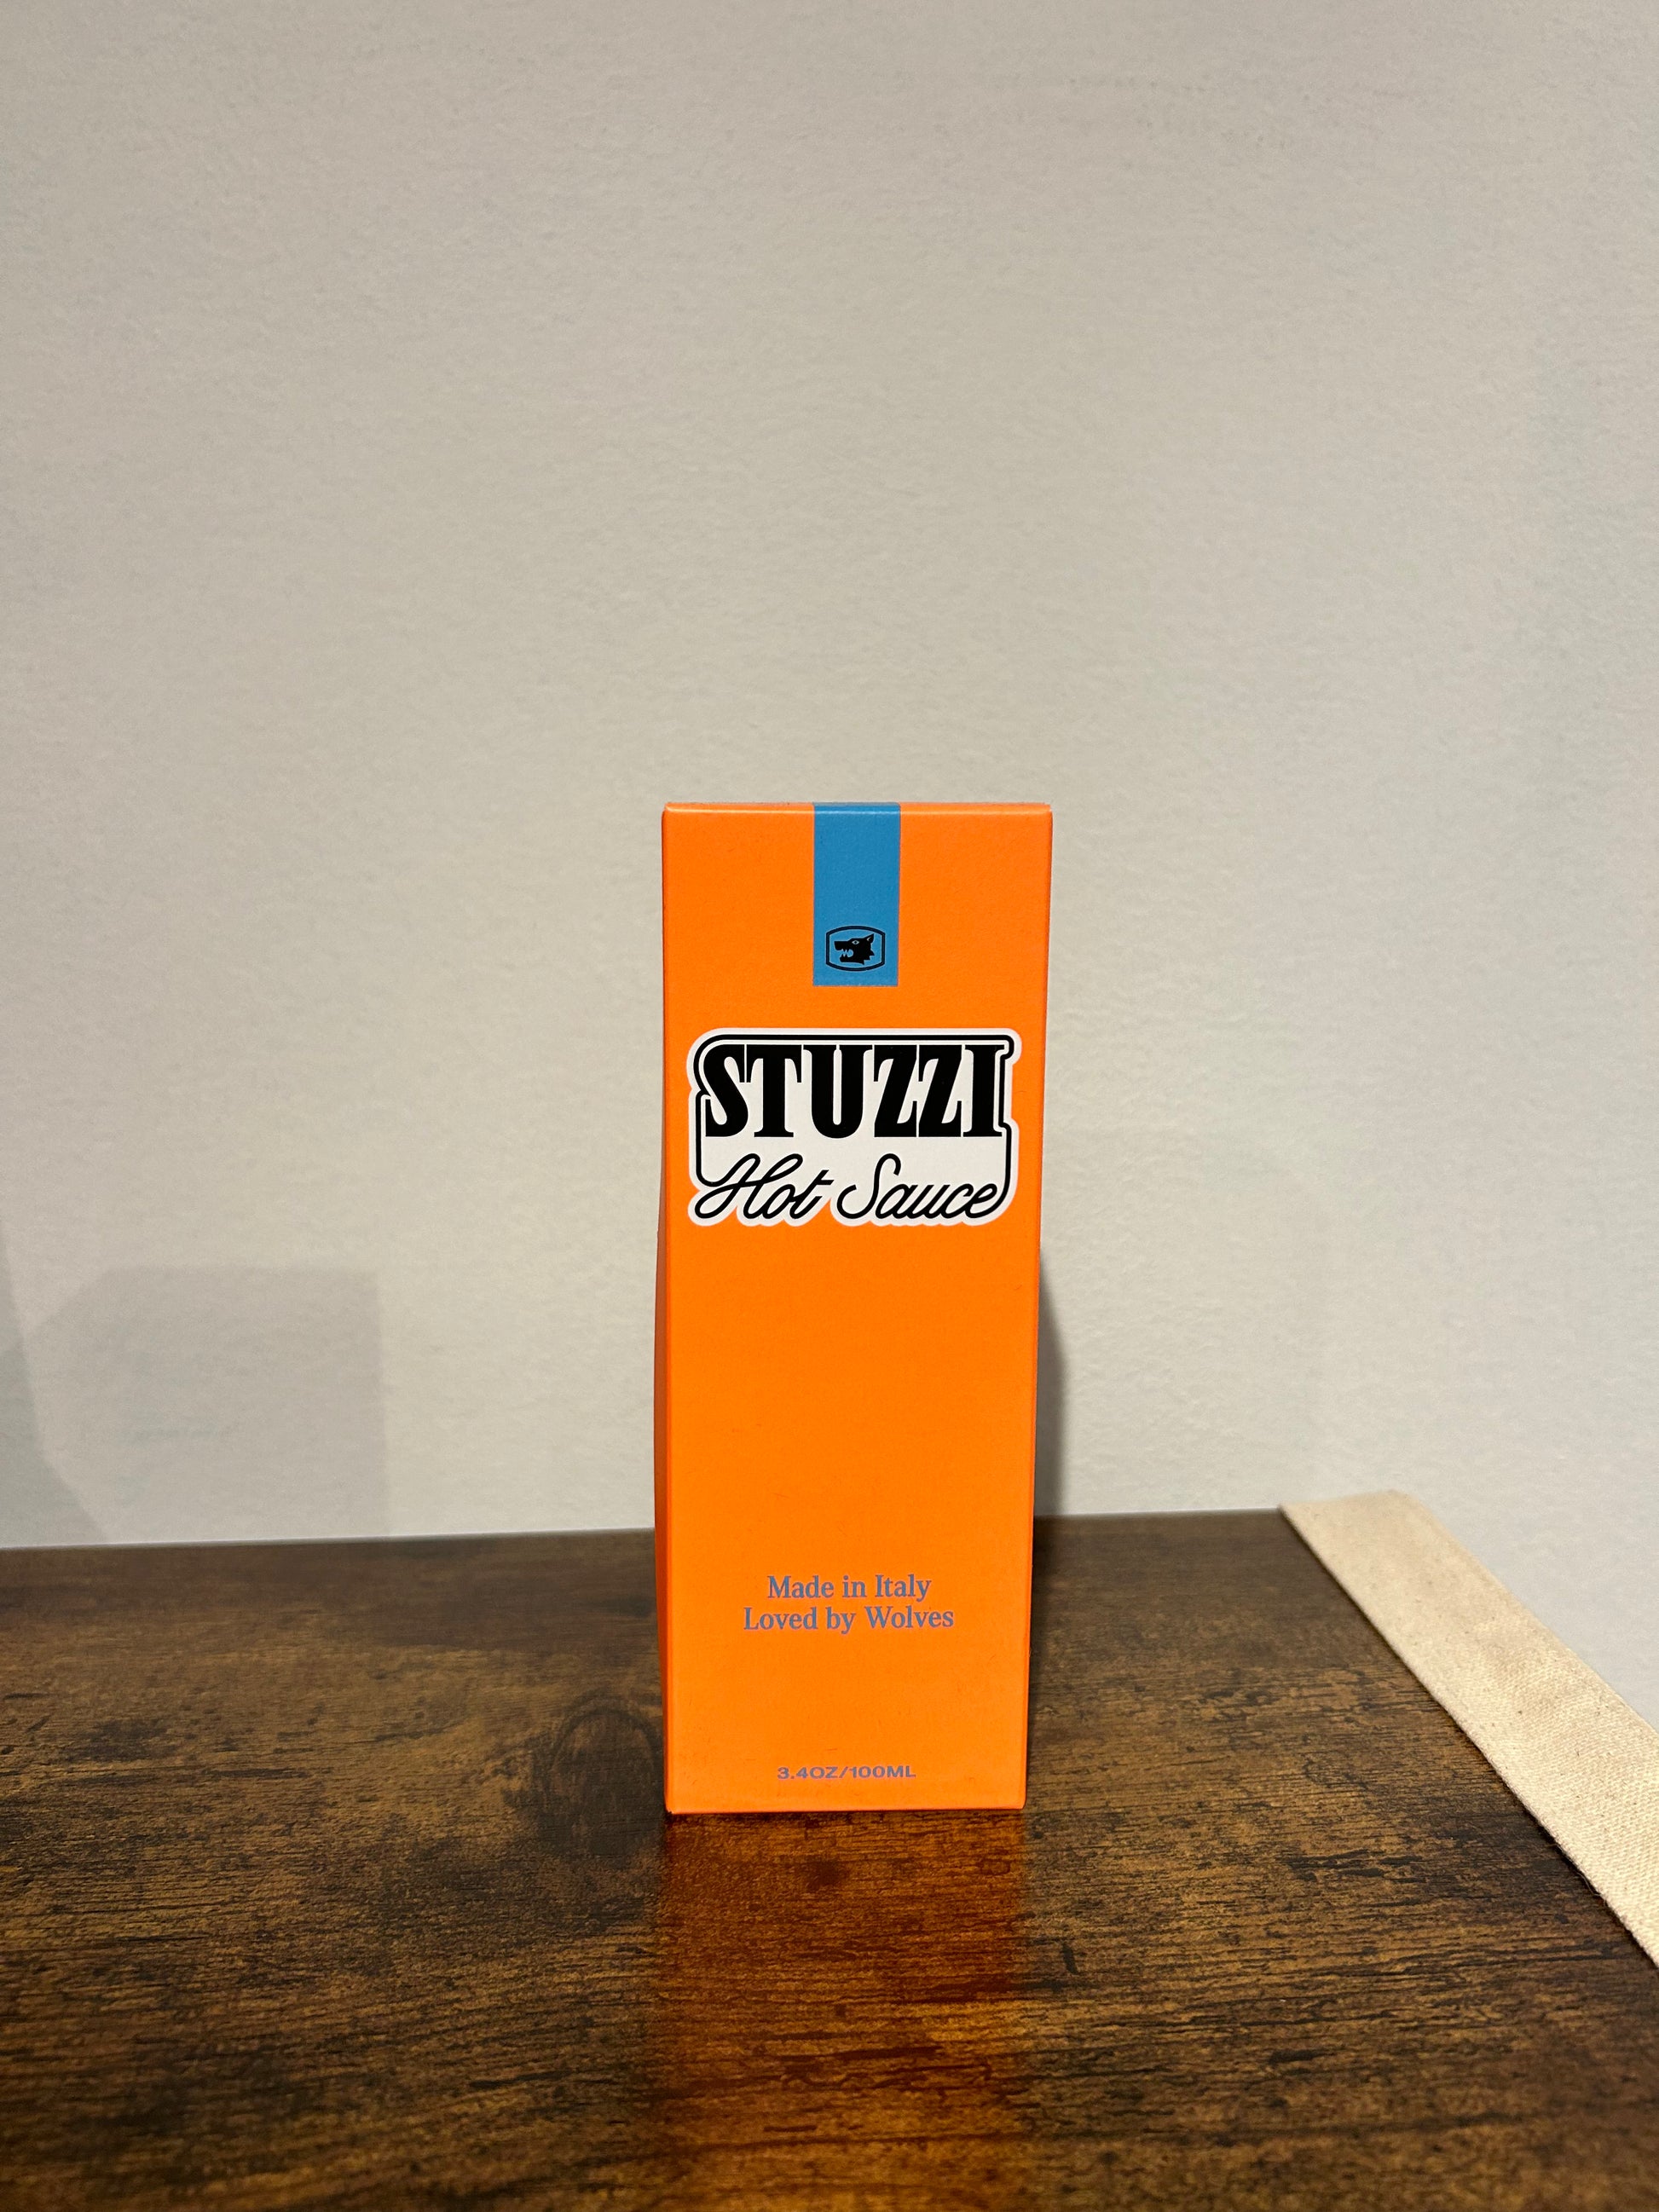 STUZZI
Hot Sauce
Made in Italy
Loved by Wolves
3.4OZ/100ML